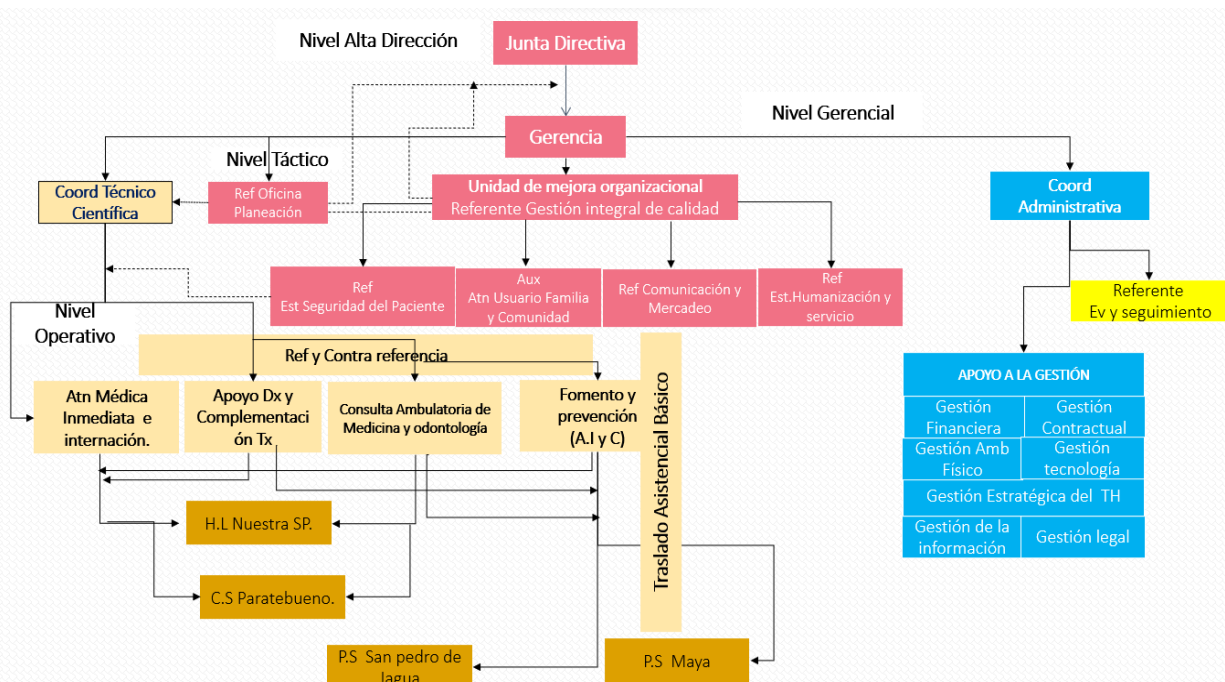 Nivel Alta Dirección
Junta Directiva
Nivel Gerencial
Gerencia
Nivel Táctico
Coord Técnico
Científica
Ref Oficina
Planeación
Unidad de mejora organizacional
Referente Gestión integral de calidad
Coord
Administrativa
Ref
Est Seguridad del Paciente
Aux
Atn Usuario Familia
y Comunidad
Ref Comunicación y
Mercadeo
Ref
Est.Humanización y
servicio
Referente
Ev y seguimiento
Nivel
Operativo
Ref y Contra referencia
Traslado Asistencial Básico
Atn Médica
Inmediata e
internación.
Apoyo Dx y
Complementaci
ón Tx
Consulta Ambulatoria de
Medicina y odontología
Fomento y
prevención
(A.I y C)
APOYO A LA GESTIÓN
Gestión
Financiera
Gestión
Contractual
Gestión Amb
Físico
Gestión
tecnología
Gestión Estratégica del TH
Gestión de la
información
Gestión legal
H.L Nuestra SP.
C.S Paratebueno.
P.S San pedro de
Jagua
P.S Maya